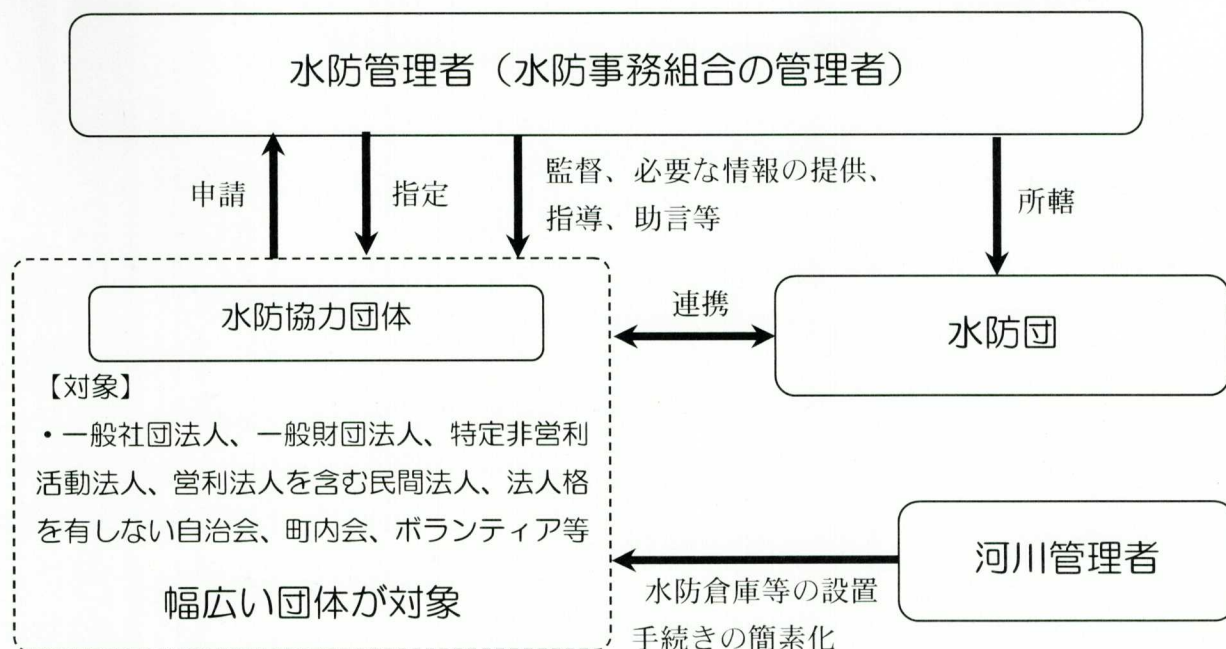 水防管理者（水防事務組合の管理者）
申請
指定
監督、必要な情報の提供、
指導、助言等
所轄
水防協力団体
連携
水防団
【対象】
・一般社団法人、一般財団法人、特定非営利
活動法人、営利法人を含む民間法人、法人格
を有しない自治会、町内会、ボランティア等
幅広い団体が対象
河川管理者
水防倉庫等の設置
手続きの簡素化